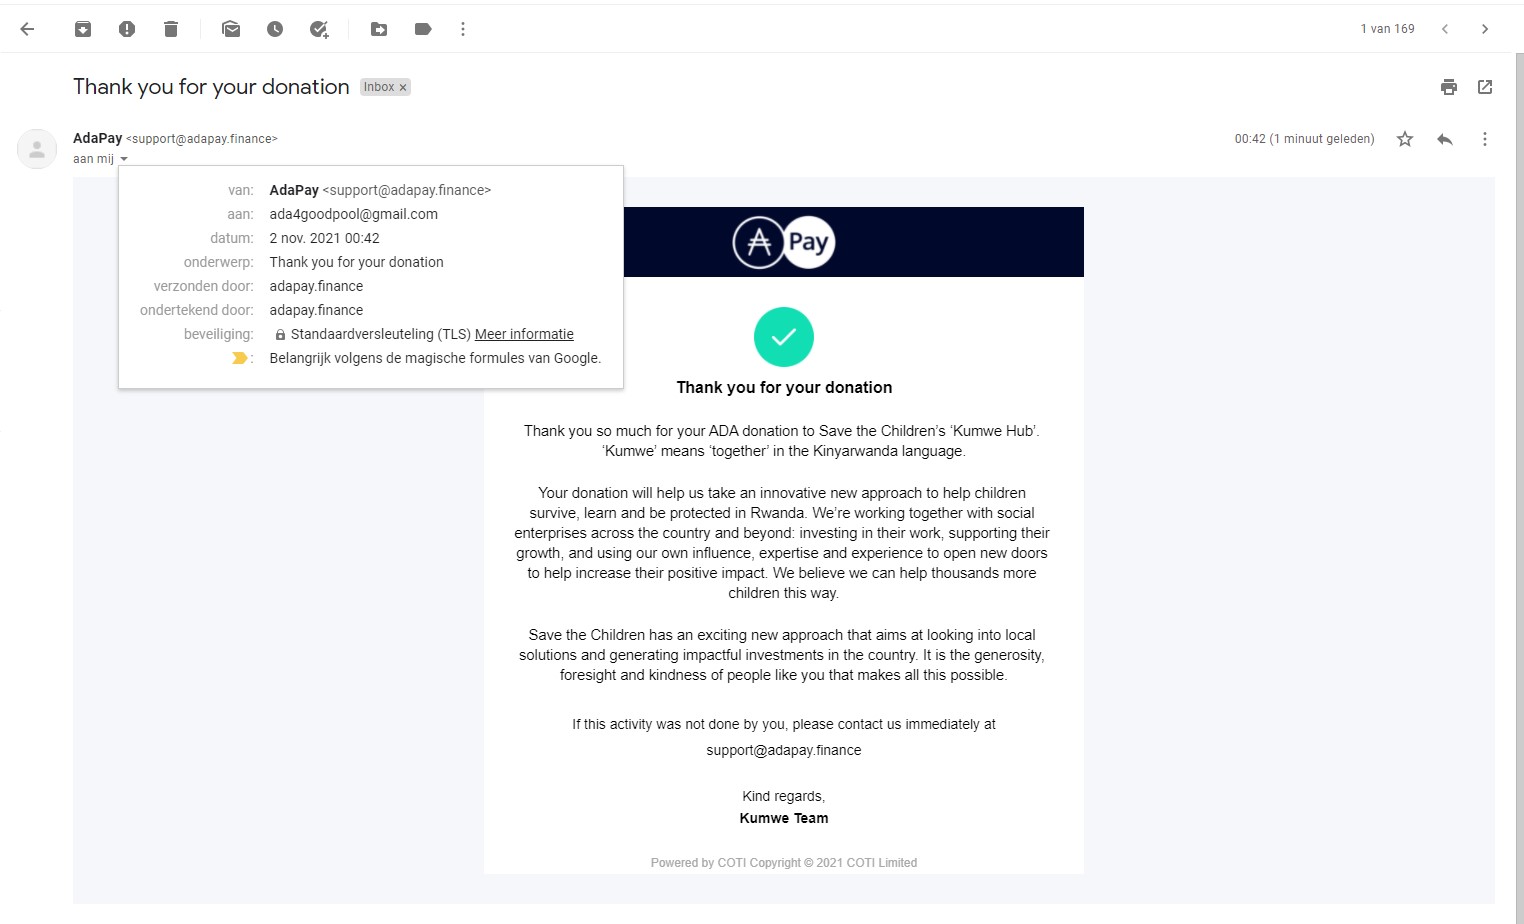 1 van 169
Thank you for your donation Inbox ×
AdaPay <support@adapay.finance>
00:42 (1 minuut geleden)
aan mij
van: AdaPay <support@adapay.finance>
aan: ada4goodpool@gmail.com
datum: 2 nov. 2021 00:42
onderwerp: Thank you for your donation
verzonden door: adapay.finance
ondertekend door: adapay.finance
beveiliging: Standaardversleuteling (TLS) Meer informatie
: Belangrijk volgens de magische formules van Google.
Pay
Thank you for your donation
Thank you so much for your ADA donation to Save the Children’s ‘Kumwe Hub’.
‘Kumwe’ means ‘together’ in the Kinyarwanda language.
Your donation will help us take an innovative new approach to help children
survive, learn and be protected in Rwanda. We’re working together with social
enterprises across the country and beyond: investing in their work, supporting their
growth, and using our own influence, expertise and experience to open new doors
to help increase their positive impact. We believe we can help thousands more
children this way.
Save the Children has an exciting new approach that aims at looking into local
solutions and generating impactful investments in the country. It is the generosity,
foresight and kindness of people like you that makes all this possible.
If this activity was not done by you, please contact us immediately at
support@adapay.finance
Kind regards,
Kumwe Team
Powered by COTI Copyright © 2021 COTI Limited